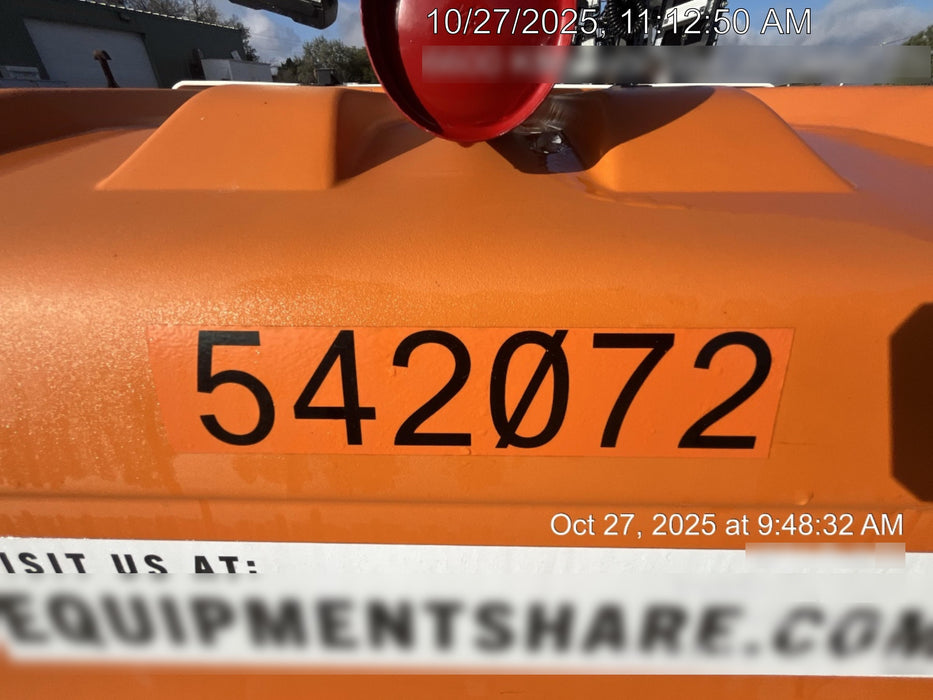 10/27/2025, 11:12:50 AM
542Ø72
Oct 27, 2025 at 9:48:32 AM
ISIT US AT:
EQUIPMENTSHARE.COM